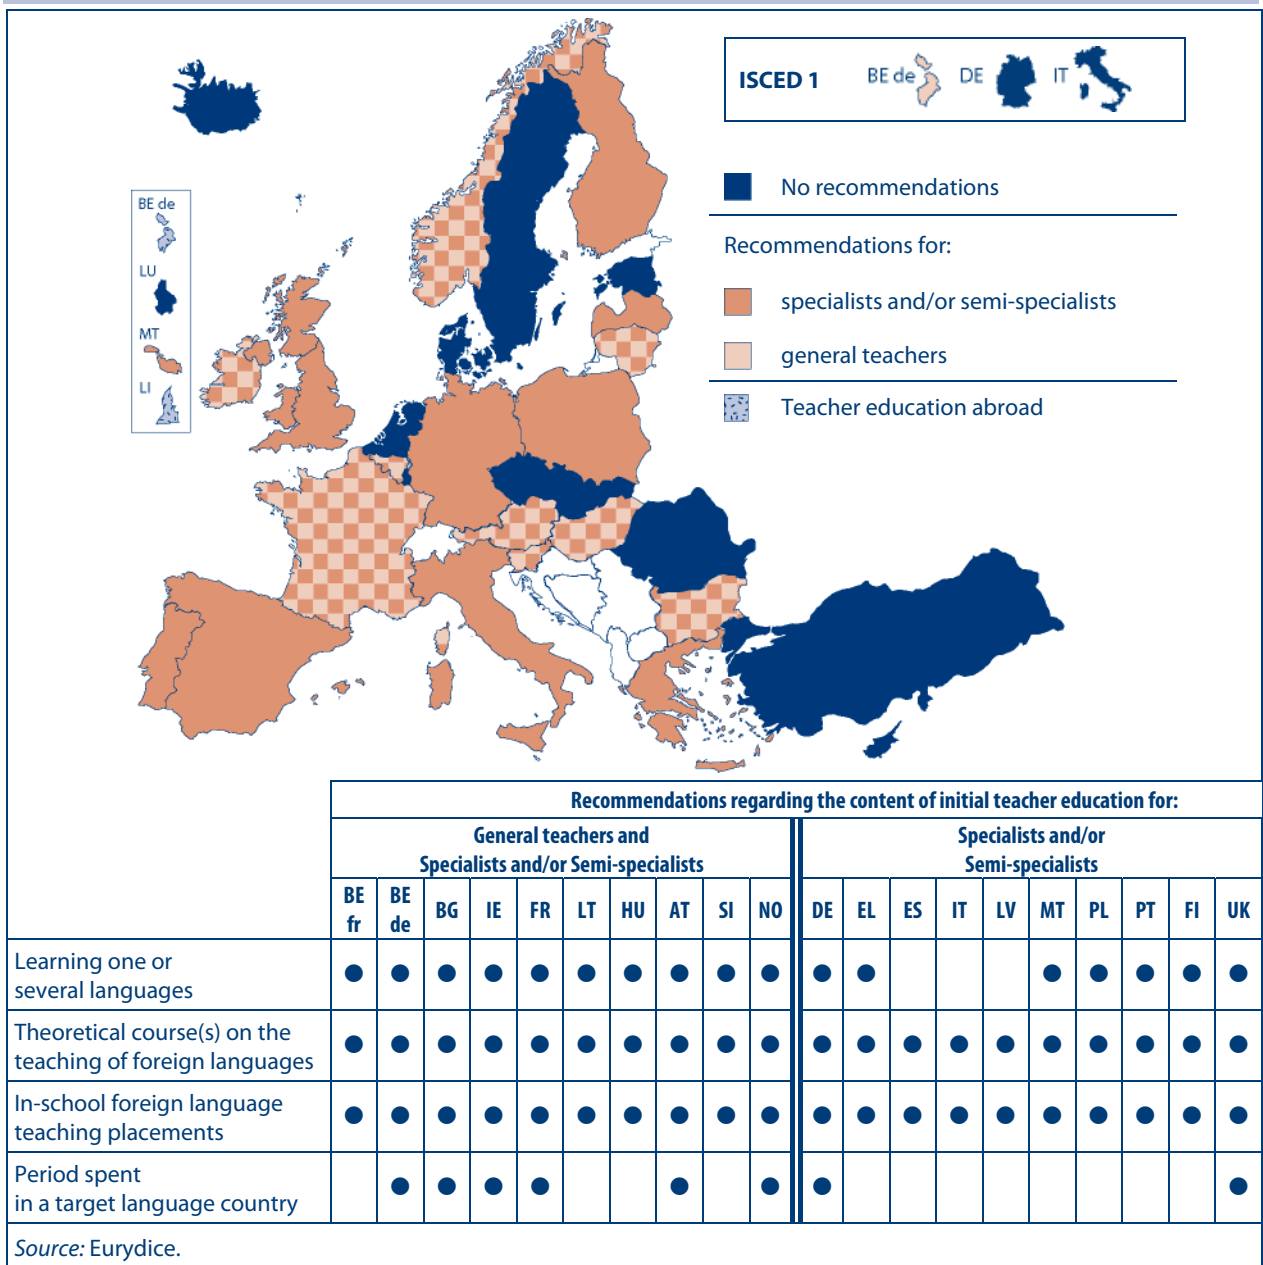 ISCED 1
BE de
DE
IT
No recommendations
Recommendations for:
specialists and/or semi-specialists
general teachers
Teacher education abroad
BE de
LU
MT
LI
Recommendations regarding the content of initial teacher education for:
General teachers and
Specialists and/or Semi-specialists
Specialists and/or
Semi-specialists
BE fr BE de BG IE FR LT HU AT SI NO DE EL ES IT LV MT PL PT FI UK
Learning one or
several languages ● ● ● ● ● ● ● ● ● ● ● ● ● ● ● ● ●
Theoretical course(s) on the
teaching of foreign languages ● ● ● ● ● ● ● ● ● ● ● ● ● ● ● ● ● ● ● ●
In-school foreign language
teaching placements ● ● ● ● ● ● ● ● ● ● ● ● ● ● ● ● ● ● ● ●
Period spent
in a target language country ● ● ● ● ● ● ● ●
Source: Eurydice.